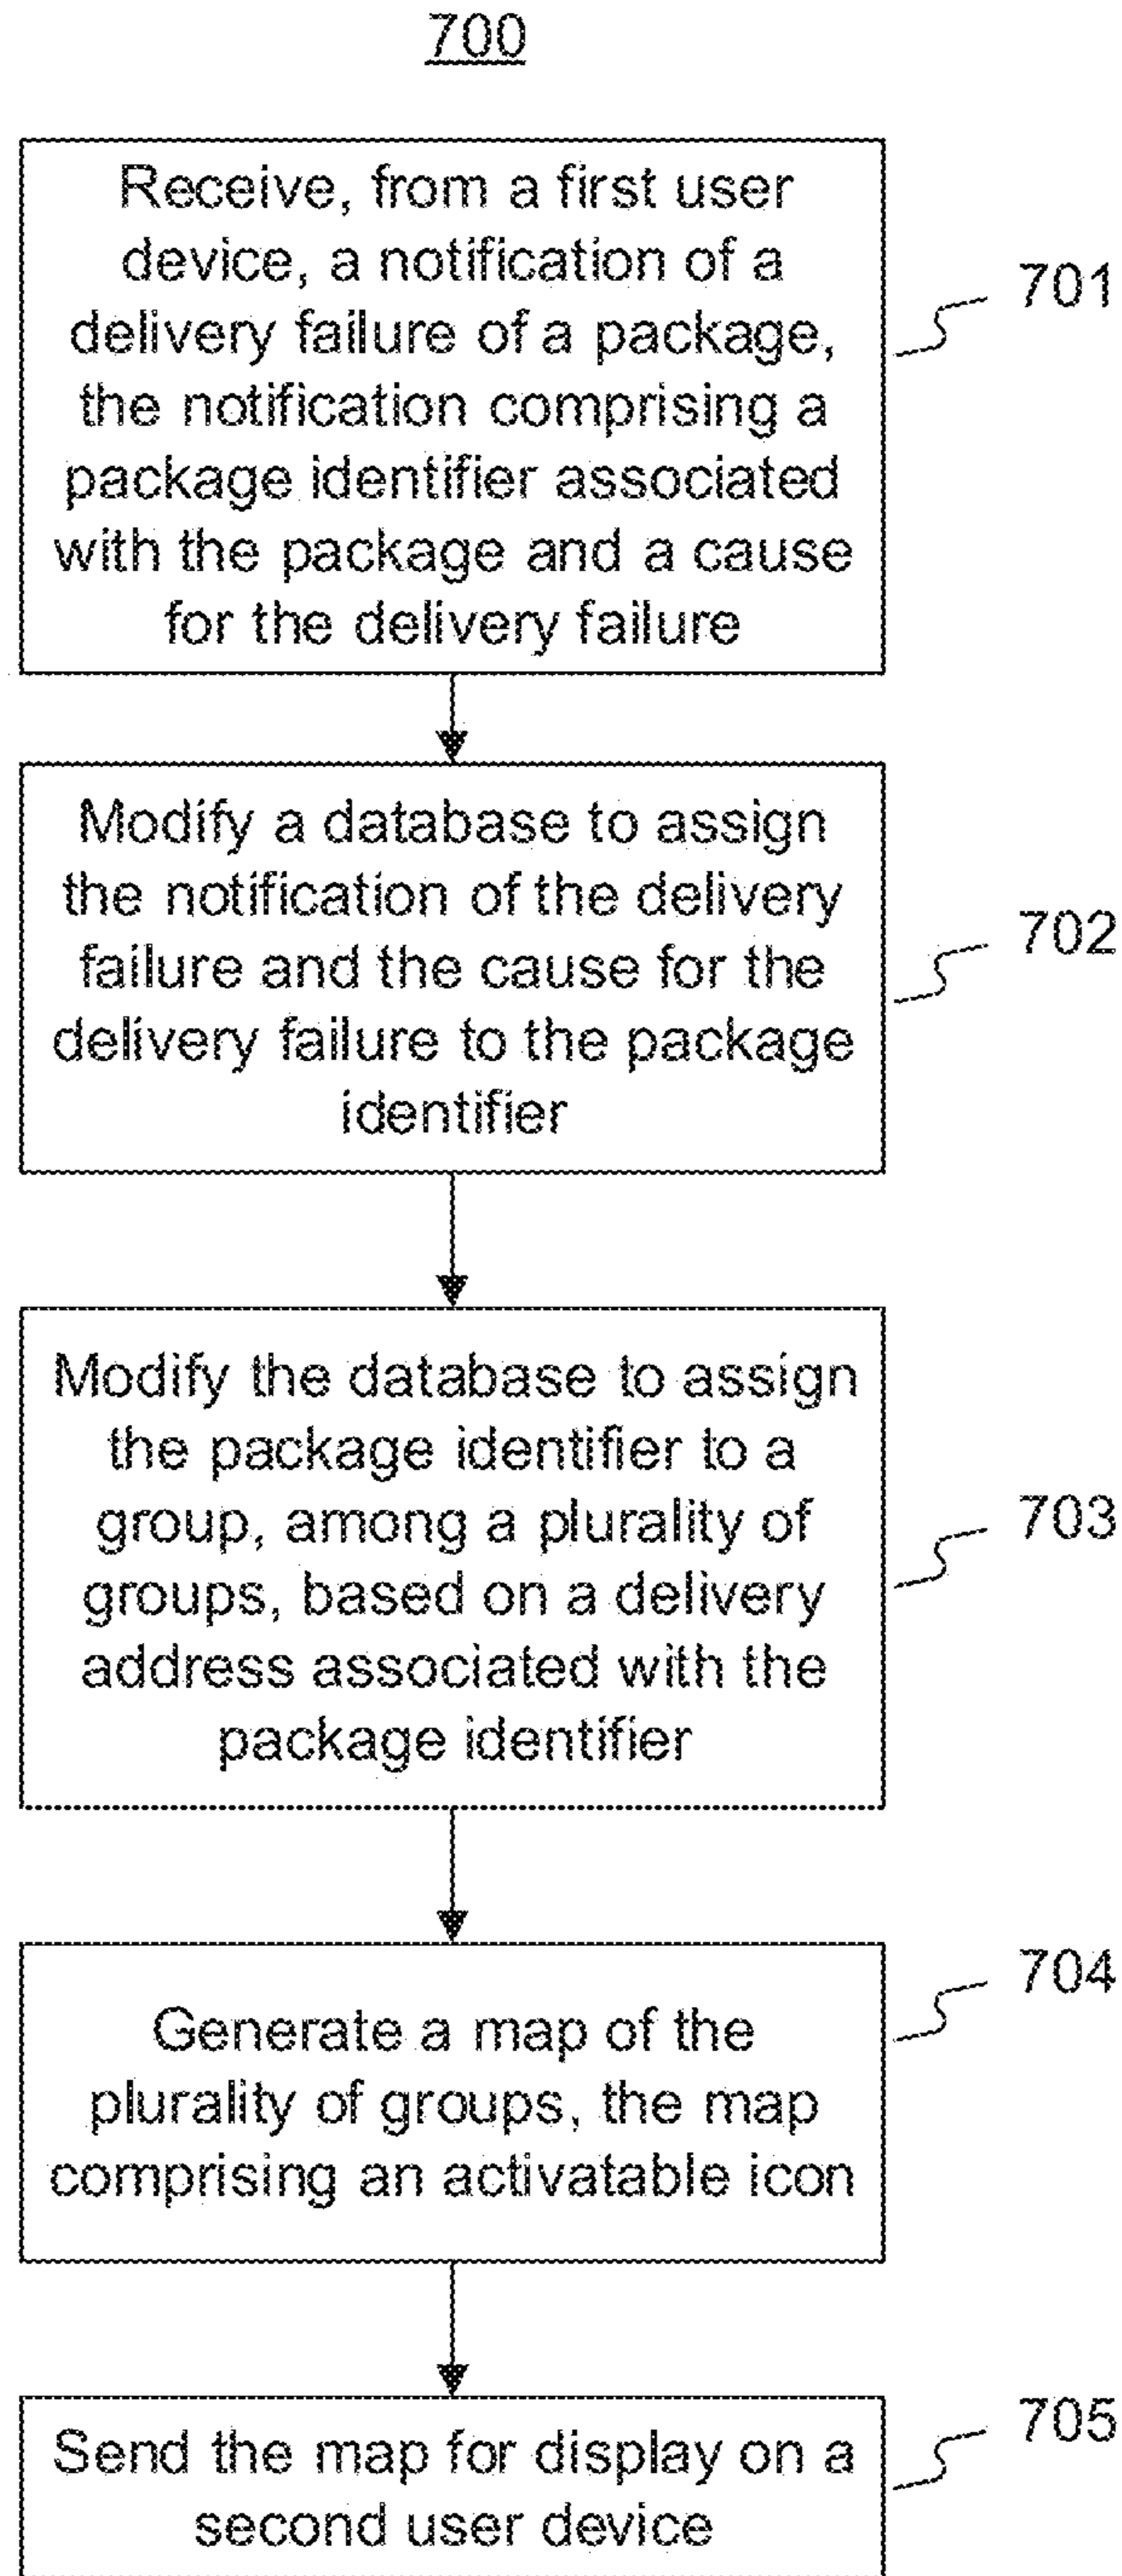 700
Receive, from a first user
device, a notification of a
delivery failure of a package,
the notification comprising a
package identifier associated
with the package and a cause
for the delivery failure
701
Modify a database to assign
the notification of the delivery
failure and the cause for the
delivery failure to the package
identifier
702
Modify the database to assign
the package identifier to a
group, among a plurality of
groups, based on a delivery
address associated with the
package identifier
703
Generate a map of the
plurality of groups, the map
comprising an activatable icon
704
Send the map for display on a
second user device
705